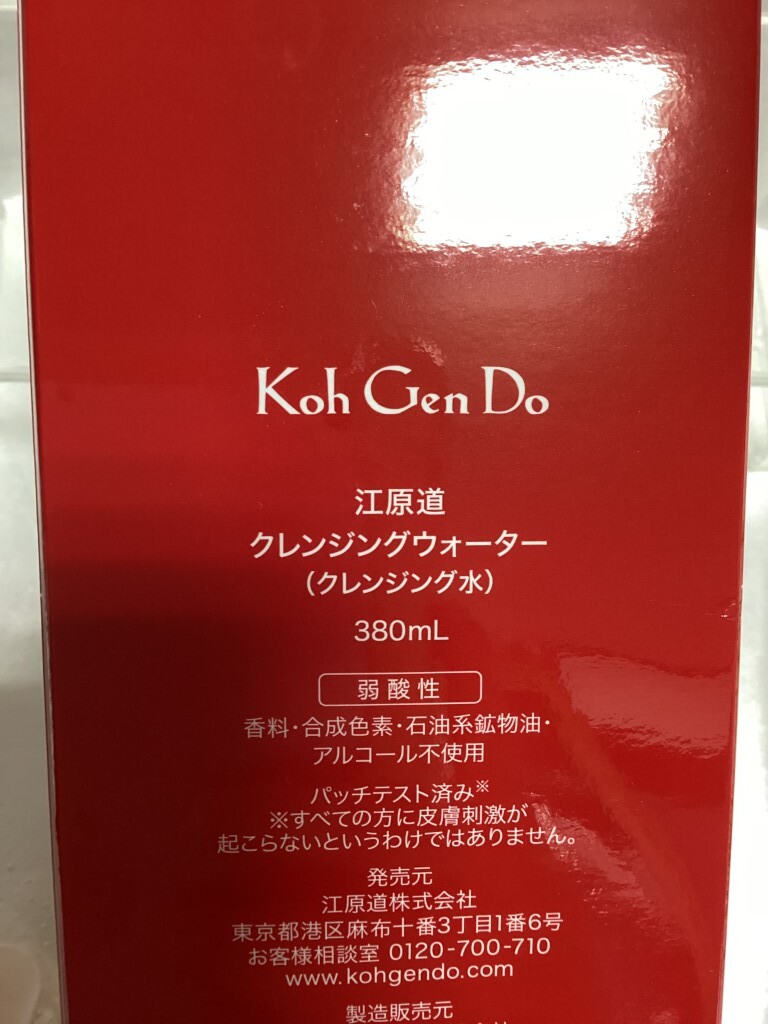 Koh Gen Do
江原道
クレンジングウォーター
(クレンジング水)
380mL
弱酸性
香料・合成色素・石油系鉱物油・
アルコール不使用
パッチテスト済み※
※すべての方に皮膚刺激が
起こらないというわけではありません。
発売元
江原道株式会社
東京都港区麻布十番3丁目1番6号
お客様相談室 0120-700-710
www.kohgendo.com
製造販売元